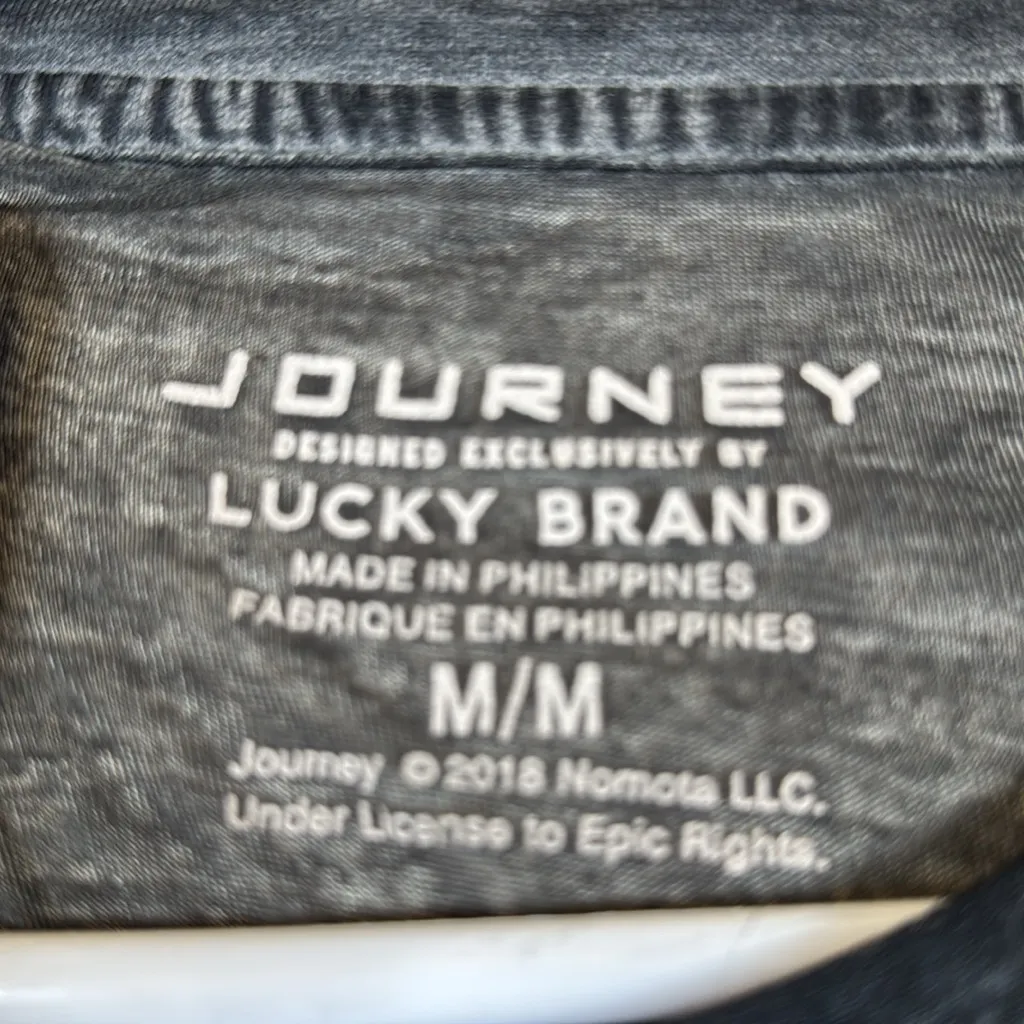 JOURNEY
DESIGNED EXCLUSIVELY BY
LUCKY BRAND
MADE IN PHILIPPINES
FABRIQUE EN PHILIPPINES
M/M
Journey © 2018 Nomota LLC.
Under License to Epic Rights.